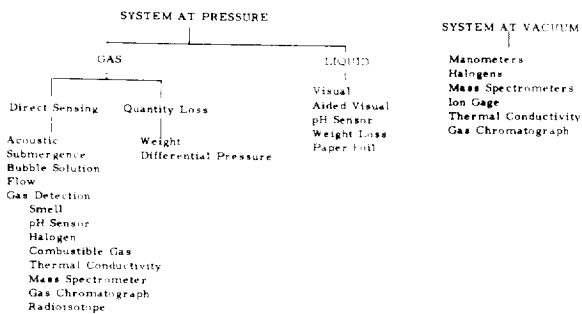 SYSTEM AT PRESSURE
GAS
LIQUID
Direct Sensing
Quantity Loss
Acoustic
Submergence
Bubble Solution
Flow
Gas Detection
Smell
pH Sensor
Halogen
Combustible Gas
Thermal Conductivity
Mass Spectrometer
Gas Chromatograph
Radioisotope
Weight
Differential Pressure
Visual
Aided Visual
pH Sensor
Weight Loss
Paper Foil
SYSTEM AT VACUUM
Manometers
Halogens
Mass Spectrometers
Ion Gage
Thermal Conductivity
Gas Chromatograph